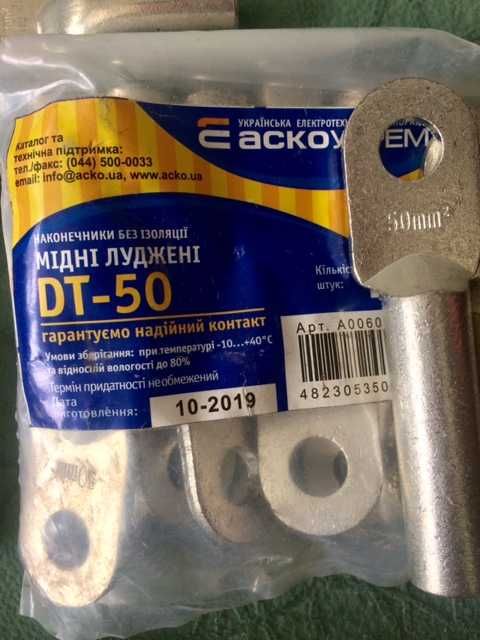 УКРАЇНСЬКА
Каталог та
технічна підтримка:
тел./факс: (044) 500-0033
email: info@acko.ua, www.acko.ua
50mm²
НАКОНЕЧНИКИ БЕЗ ІЗОЛЯЦІЇ
МІДНІ ЛУДЖЕНІ
DT-50
гарантуємо надійний контакт
штук:
Умови зберігання: при температурі -10...+40°C
та відносній вологості до 80%
Термін придатності не обмежений
Дата
виготовлення: 10-2019
Арт. A0060
482305350